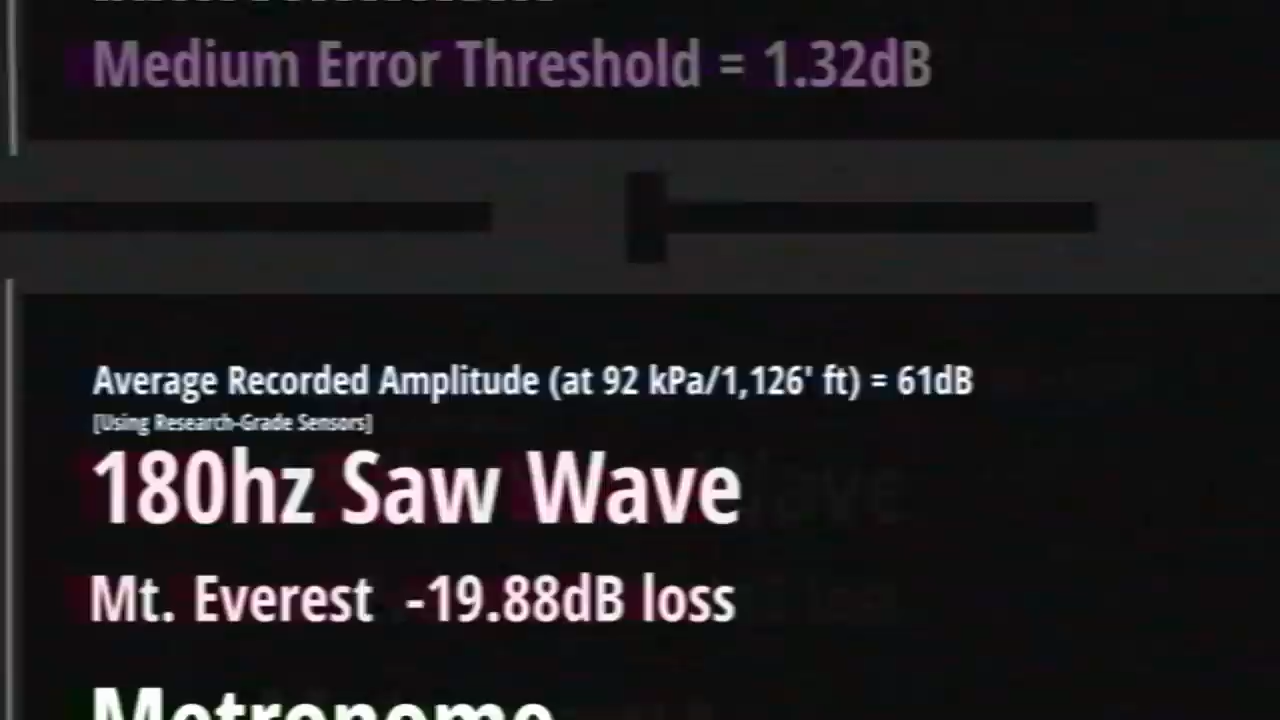 Medium Error Threshold = 1.32dB
Average Recorded Amplitude (at 92 kPa/1,126' ft) = 61dB
[Using Research-Grade Sensors]
180hz Saw Wave
Mt. Everest -19.88dB loss
Metronome